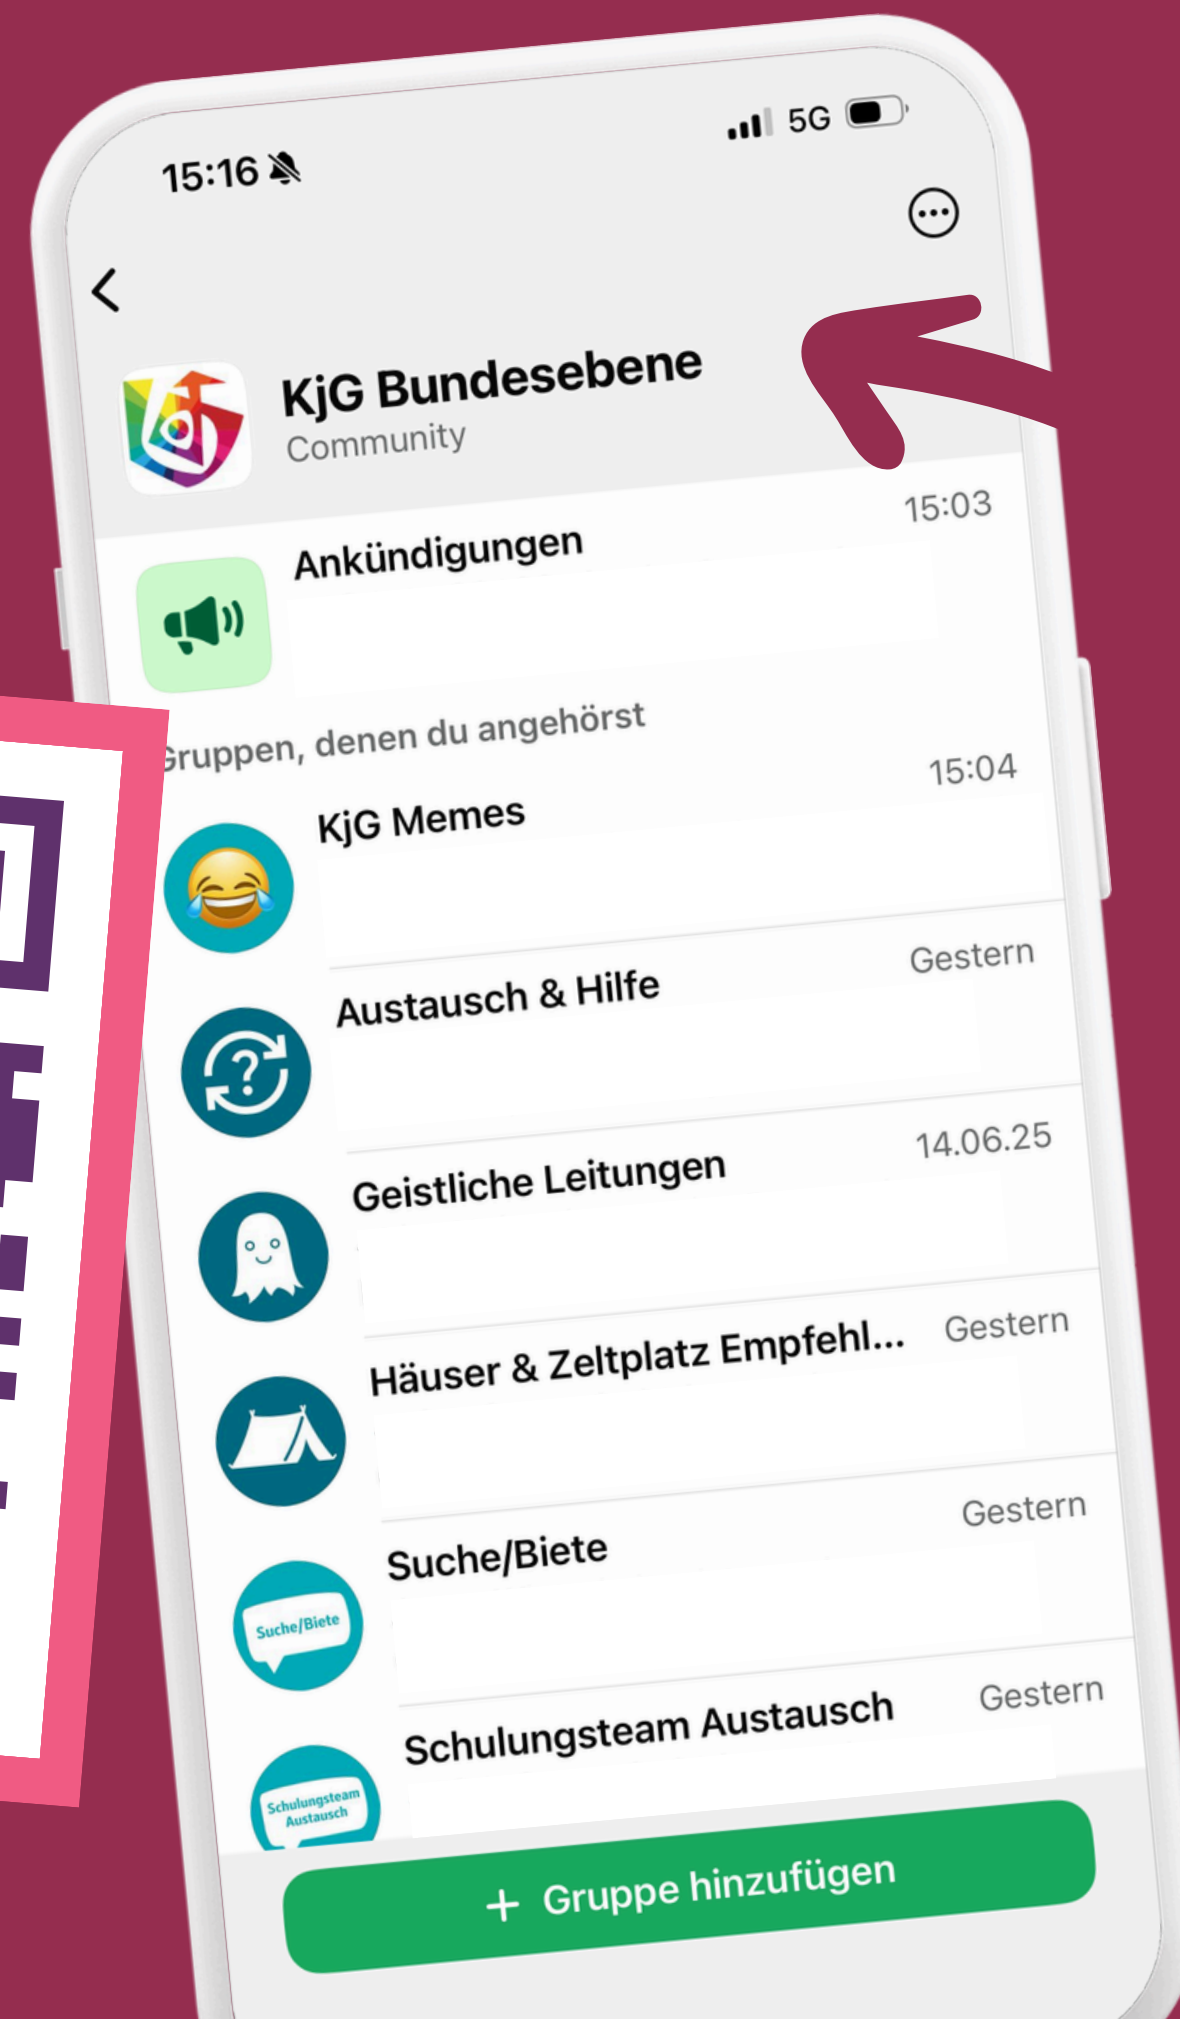 15:16
5G
KjG Bundesebene
Community
Ankündigungen
15:03
Gruppen, denen du angehörst
KjG Memes
15:04
Austausch & Hilfe
Gestern
?
Geistliche Leitungen
14.06.25
Häuser & Zeltplatz Empfehl...
Gestern
Suche/Biete
Gestern
Suche/Biete
Schulungsteam Austausch
Gestern
Schulungsteam
Austausch
+ Gruppe hinzufügen